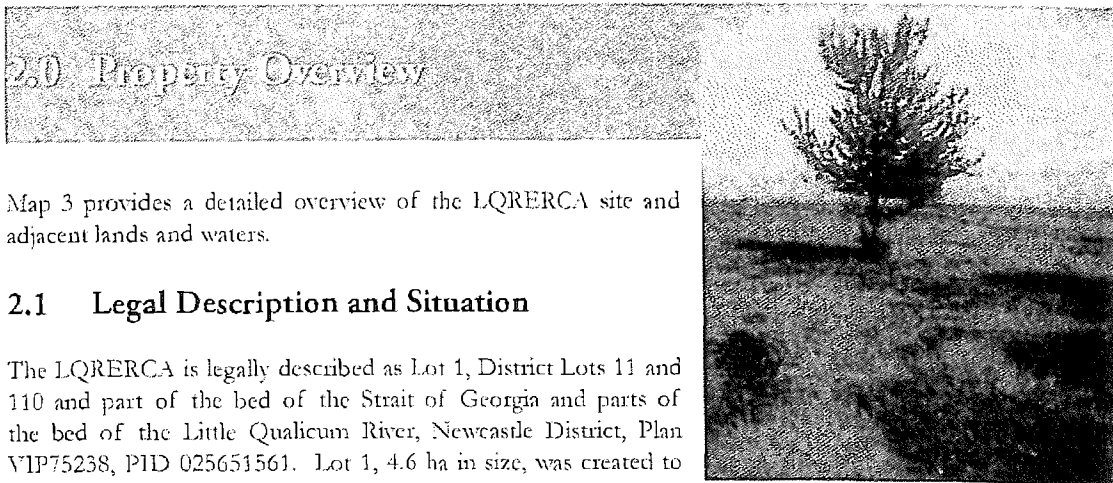 2.0 Property Overview
Map 3 provides a detailed overview of the LQRERCA site and
adjacent lands and waters.
2.1 Legal Description and Situation
The LQRERCA is legally described as Lot 1, District Lots 11 and
110 and part of the bed of the Strait of Georgia and parts of
the bed of the Little Qualicum River, Newcastle District, Plan
VIP75238, PID 025651561. Lot 1, 4.6 ha in size, was created to